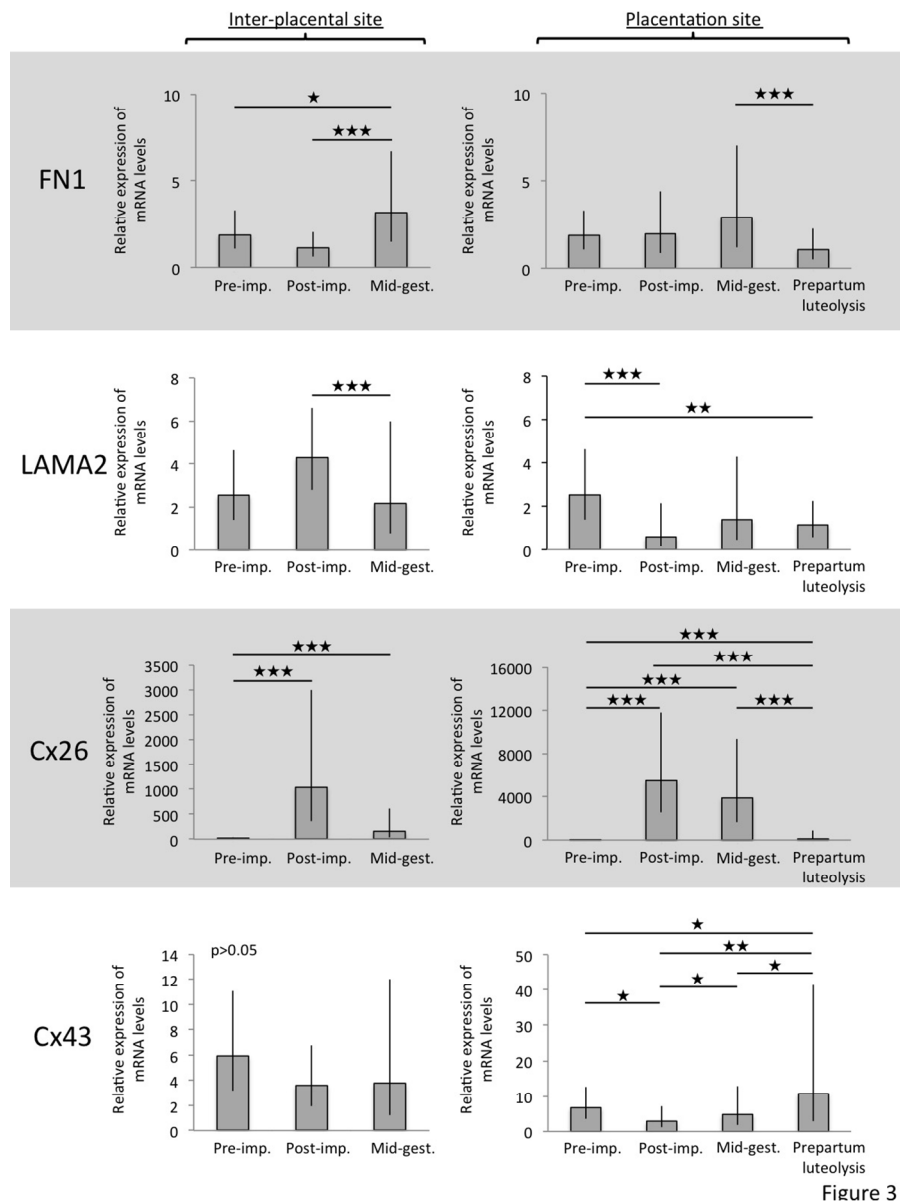 Inter-placental site
Placentation site
FN1
Relative expression of
mRNA levels
10
5
0
★
★★★
Pre-imp.
Post-imp.
Mid-gest.
Relative expression of
mRNA levels
10
5
0
★★★
Pre-imp.
Post-imp.
Mid-gest.
Prepartum
luteolysis
LAMA2
Relative expression of
mRNA levels
8
6
4
2
0
★★★
Pre-imp.
Post-imp.
Mid-gest.
Relative expression of
mRNA levels
8
6
4
2
0
★★★
★★
Pre-imp.
Post-imp.
Mid-gest.
Prepartum
luteolysis
Cx26
Relative expression of
mRNA levels
3500
3000
2500
2000
1500
1000
500
0
★★★
★★★
Pre-imp.
Post-imp.
Mid-gest.
Relative expression of
mRNA levels
16000
12000
8000
4000
0
★★★
★★★
★★★
★★★
★★★
Pre-imp.
Post-imp.
Mid-gest.
Prepartum
luteolysis
Cx43
Relative expression of
mRNA levels
p>0.05
14
12
10
8
6
4
2
0
Pre-imp.
Post-imp.
Mid-gest.
Relative expression of
mRNA levels
50
40
30
20
10
0
★
★★
★
★
★
Pre-imp.
Post-imp.
Mid-gest.
Prepartum
luteolysis
Figure 3